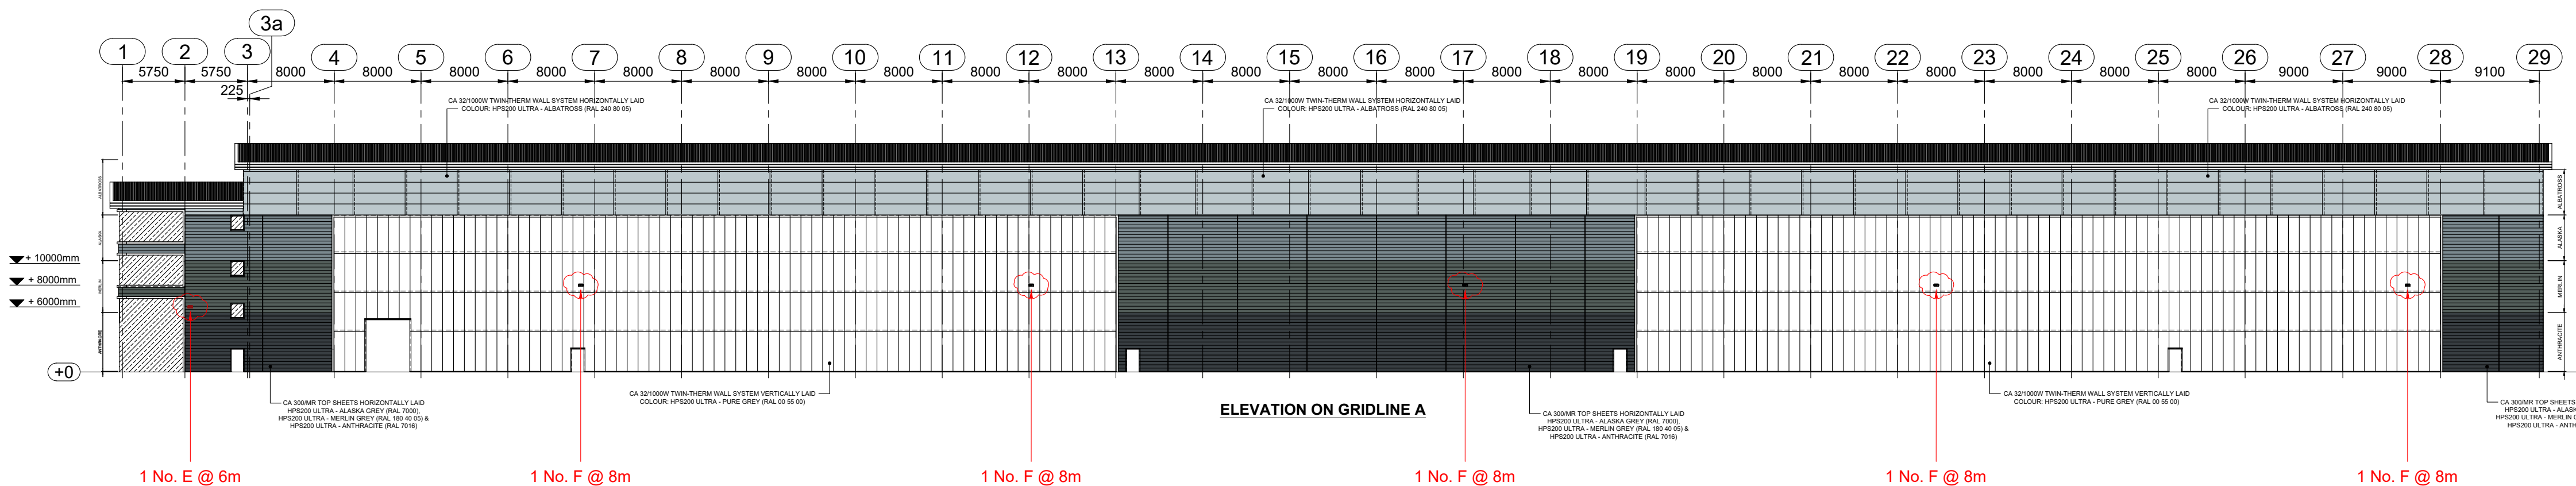 3a
1 2 3 4 5 6 7 8 9 10 11 12 13 14 15 16 17 18 19 20 21 22 23 24 25 26 27 28 29
5750 5750 8000 8000 8000 8000 8000 8000 8000 8000 8000 8000 8000 8000 8000 8000 8000 8000 8000 8000 8000 8000 8000 8000 8000 9000 9000 9100
225
CA 32/1000W TWIN-THERM WALL SYSTEM HORIZONTALLY LAID
COLOUR: HPS200 ULTRA - ALBATROSS (RAL 240 80 05)
CA 32/1000W TWIN-THERM WALL SYSTEM HORIZONTALLY LAID
COLOUR: HPS200 ULTRA - ALBATROSS (RAL 240 80 05)
CA 32/1000W TWIN-THERM WALL SYSTEM HORIZONTALLY LAID
COLOUR: HPS200 ULTRA - ALBATROSS (RAL 240 80 05)
ALBATROSS
ALASKA
MERLIN
ANTHRACITE
ALBATROSS
ALASKA
MERLIN
ANTHRACITE
+ 10000mm
+ 8000mm
+ 6000mm
+0
CA 300/MR TOP SHEETS HORIZONTALLY LAID
HPS200 ULTRA - ALASKA GREY (RAL 7000),
HPS200 ULTRA - MERLIN GREY (RAL 180 40 05) &
HPS200 ULTRA - ANTHRACITE (RAL 7016)
CA 32/1000W TWIN-THERM WALL SYSTEM VERTICALLY LAID
COLOUR: HPS200 ULTRA - PURE GREY (RAL 00 55 00)
ELEVATION ON GRIDLINE A
CA 300/MR TOP SHEETS HORIZONTALLY LAID
HPS200 ULTRA - ALASKA GREY (RAL 7000),
HPS200 ULTRA - MERLIN GREY (RAL 180 40 05) &
HPS200 ULTRA - ANTHRACITE (RAL 7016)
CA 32/1000W TWIN-THERM WALL SYSTEM VERTICALLY LAID
COLOUR: HPS200 ULTRA - PURE GREY (RAL 00 55 00)
CA 300/MR TOP SHEETS
HPS200 ULTRA - ALASK
HPS200 ULTRA - MERLIN
HPS200 ULTRA - ANTH
1 No. E @ 6m
1 No. F @ 8m
1 No. F @ 8m
1 No. F @ 8m
1 No. F @ 8m
1 No. F @ 8m